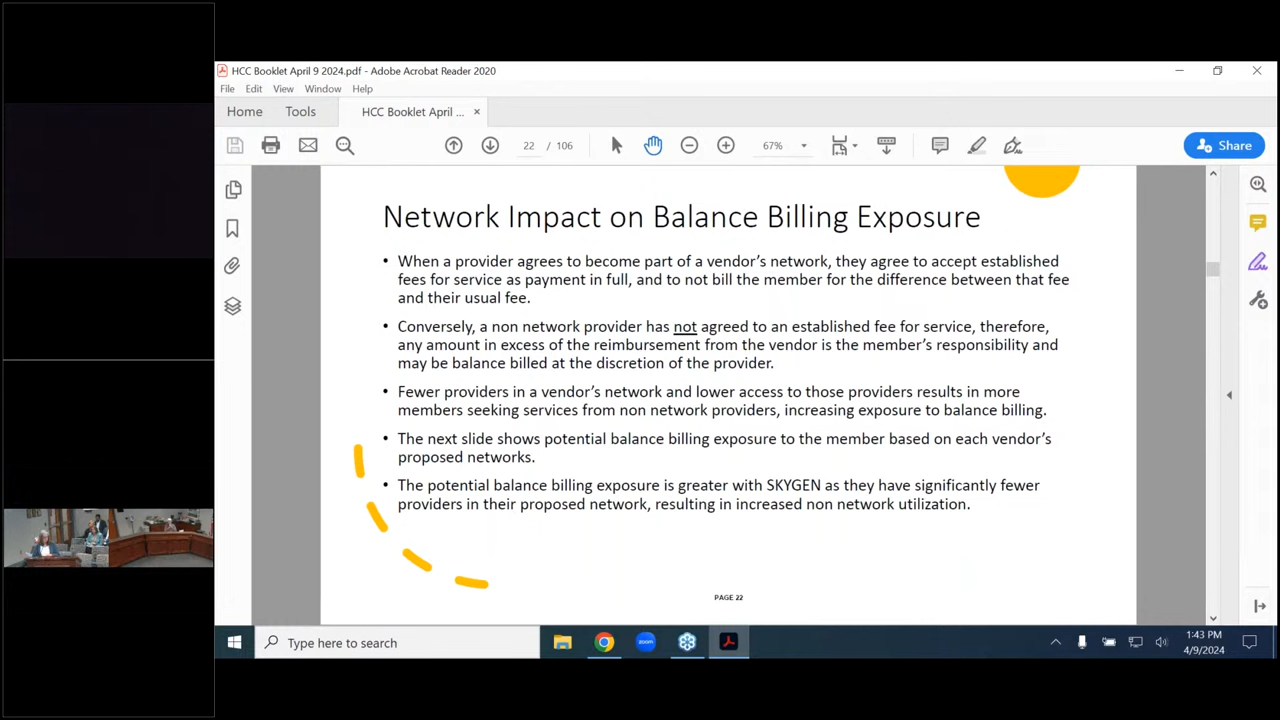 HCC Booklet April 9 2024.pdf - Adobe Acrobat Reader 2020
File Edit View Window Help
Home Tools HCC Booklet April ... ×
22 / 106 67% Share
Network Impact on Balance Billing Exposure
• When a provider agrees to become part of a vendor’s network, they agree to accept established
fees for service as payment in full, and to not bill the member for the difference between that fee
and their usual fee.
• Conversely, a non network provider has not agreed to an established fee for service, therefore,
any amount in excess of the reimbursement from the vendor is the member’s responsibility and
may be balance billed at the discretion of the provider.
• Fewer providers in a vendor’s network and lower access to those providers results in more
members seeking services from non network providers, increasing exposure to balance billing.
• The next slide shows potential balance billing exposure to the member based on each vendor’s
proposed networks.
• The potential balance billing exposure is greater with SKYGEN as they have significantly fewer
providers in their proposed network, resulting in increased non network utilization.
PAGE 22
Type here to search
zoom
1:43 PM
4/9/2024